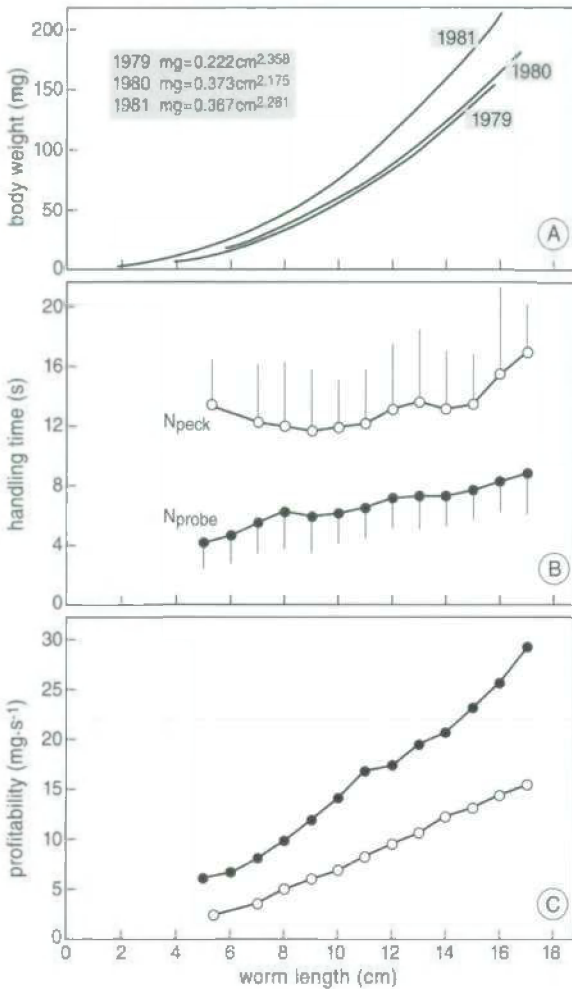 200
150
100
50
0
body weight (mg)
1979 mg=0.222cm2.358
1980 mg=0.373cm2.175
1981 mg=0.367cm2.281
1981
1980
1979
A
20
16
12
8
4
0
handling time (s)
Npeck
Nprobe
B
30
25
20
15
10
5
0
profitability (mg·s-1)
C
0 2 4 6 8 10 12 14 16 18
worm length (cm)